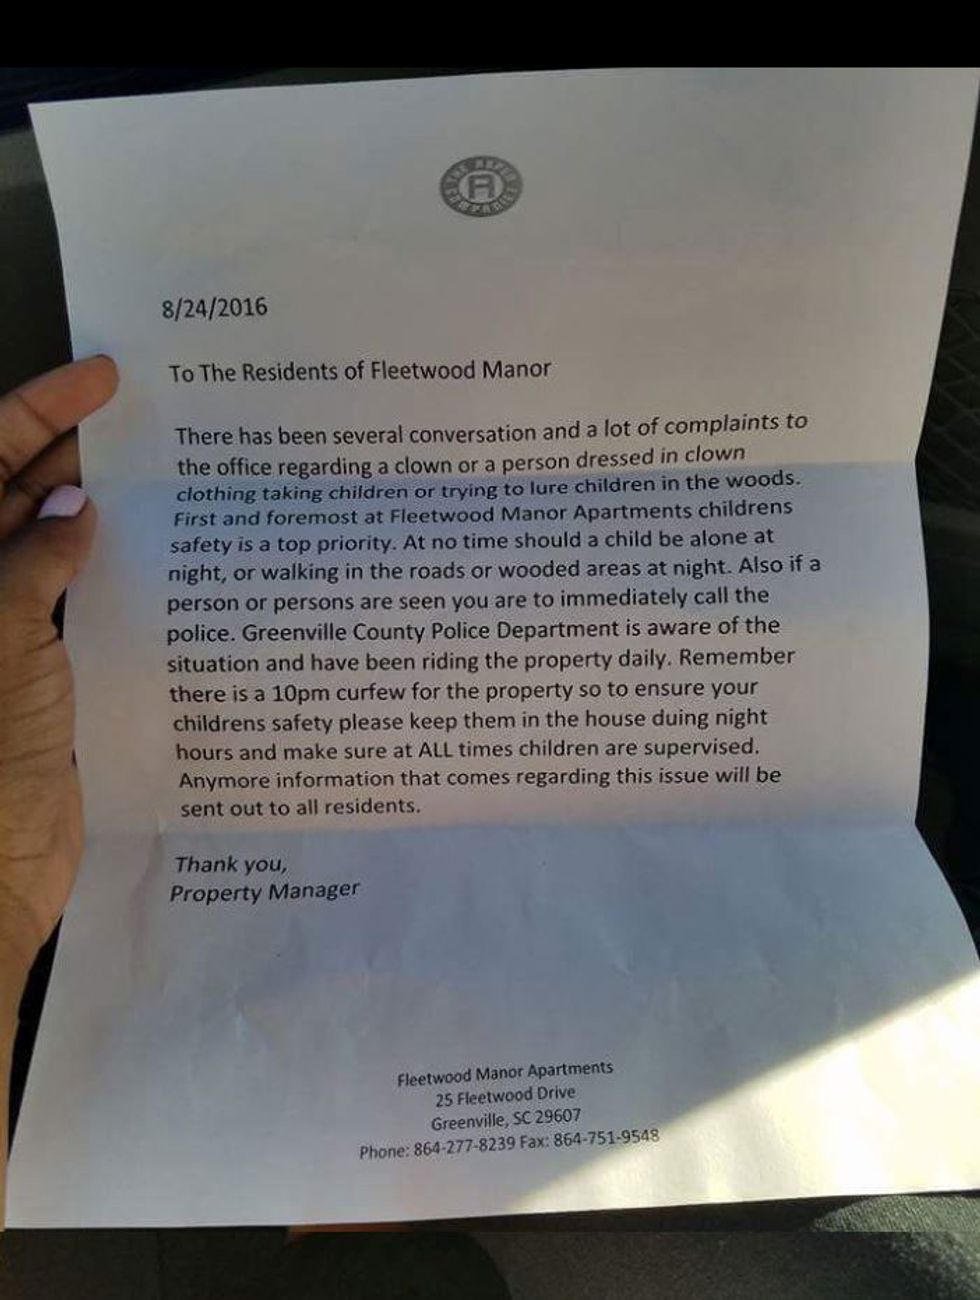 R
8/24/2016
To The Residents of Fleetwood Manor
There has been several conversation and a lot of complaints to
the office regarding a clown or a person dressed in clown
clothing taking children or trying to lure children in the woods.
First and foremost at Fleetwood Manor Apartments childrens
safety is a top priority. At no time should a child be alone at
night, or walking in the roads or wooded areas at night. Also if a
person or persons are seen you are to immediately call the
police. Greenville County Police Department is aware of the
situation and have been riding the property daily. Remember
there is a 10pm curfew for the property so to ensure your
childrens safety please keep them in the house duing night
hours and make sure at ALL times children are supervised.
Anymore information that comes regarding this issue will be
sent out to all residents.
Thank you,
Property Manager
Fleetwood Manor Apartments
25 Fleetwood Drive
Greenville, SC 29607
Phone: 864-277-8239 Fax: 864-751-9548